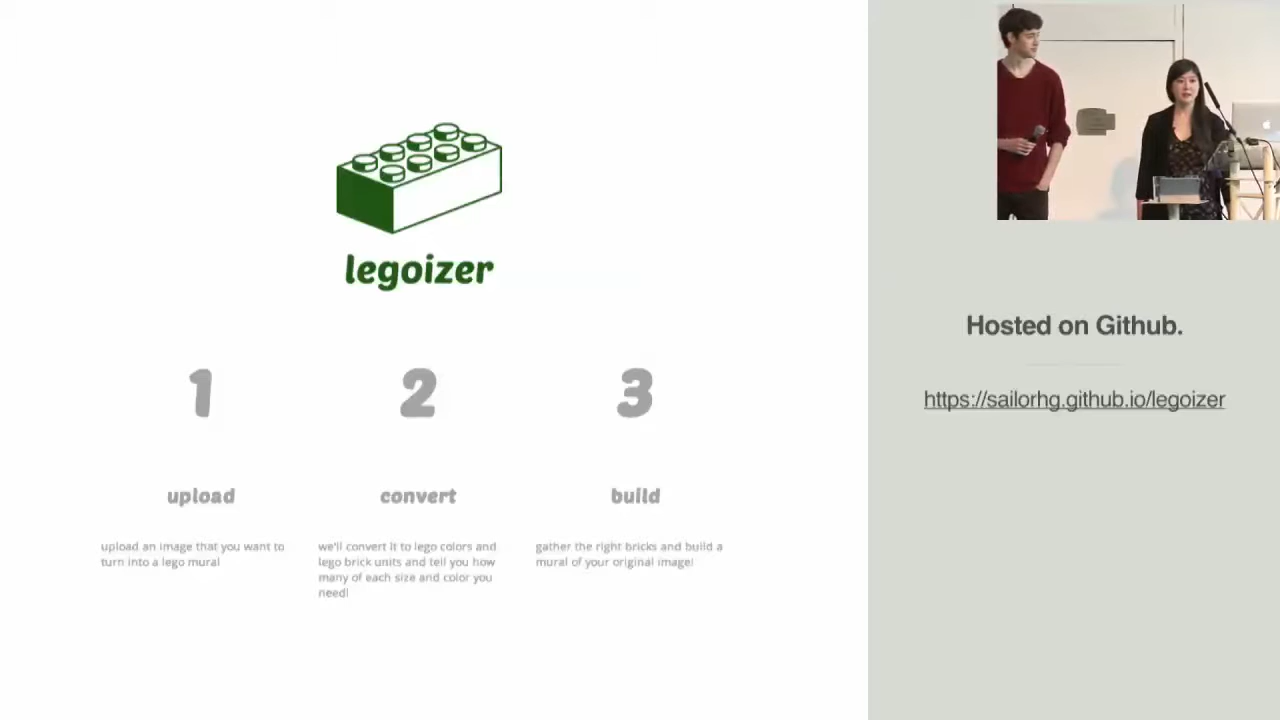 legoizer
1
2
3
upload
convert
build
upload an image that you want to
turn into a lego mural
we'll convert it to lego colors and
lego brick units and tell you how
many of each size and color you
need!
gather the right bricks and build a
mural of your original image!
Hosted on Github.
https://sailorhg.github.io/legoizer